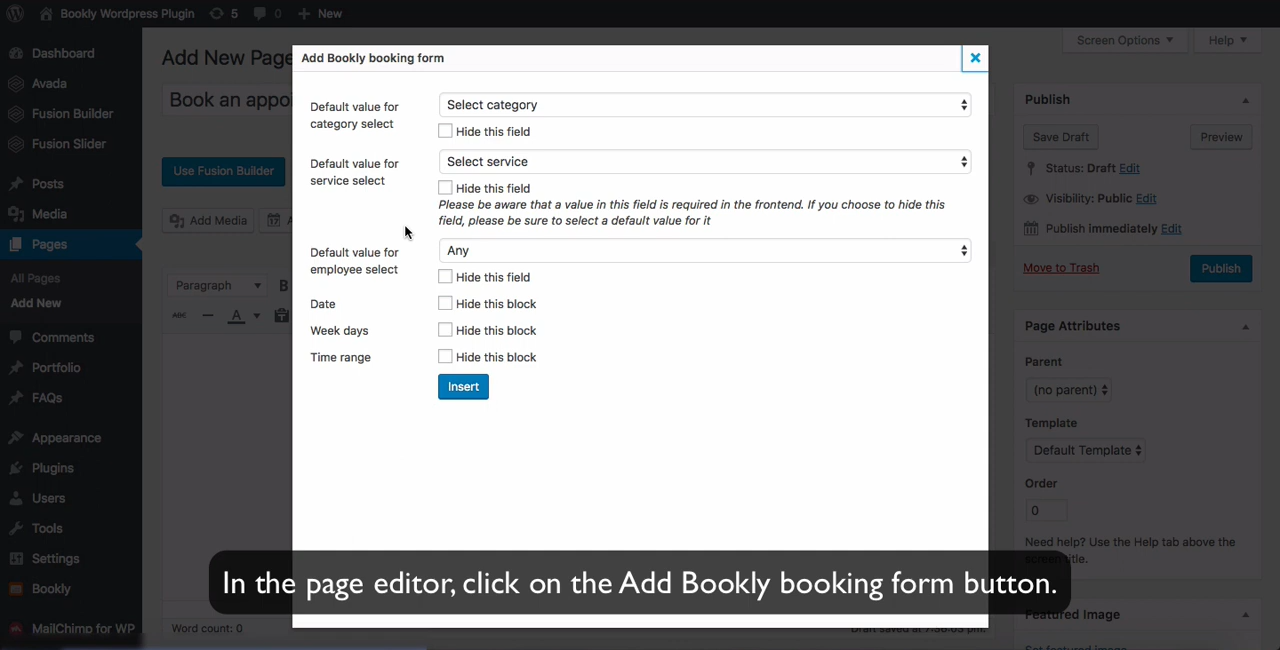 Bookly Wordpress Plugin 5 0 New
Screen Options Help
Dashboard
Avada
Fusion Builder
Fusion Slider
Posts
Media
Pages
All Pages
Add New
Comments
Portfolio
FAQs
Appearance
Plugins
Users
Tools
Settings
Bookly
MailChimp for WP
Add New Page
Book an appoi
Use Fusion Builder
Add Media
Paragraph B
ABC A
Word count: 0
Draft saved at 7:56:03 pm.
Add Bookly booking form
Default value for
category select
Select category
Hide this field
Default value for
service select
Select service
Hide this field
Please be aware that a value in this field is required in the frontend. If you choose to hide this
field, please be sure to select a default value for it
Default value for
employee select
Any
Hide this field
Date Hide this block
Week days Hide this block
Time range Hide this block
Insert
Publish
Save Draft Preview
Status: Draft Edit
Visibility: Public Edit
Publish immediately Edit
Move to Trash Publish
Page Attributes
Parent
(no parent)
Template
Default Template
Order
0
Need help? Use the Help tab above the
screen title.
Featured Image
Set featured image
In the page editor, click on the Add Bookly booking form button.